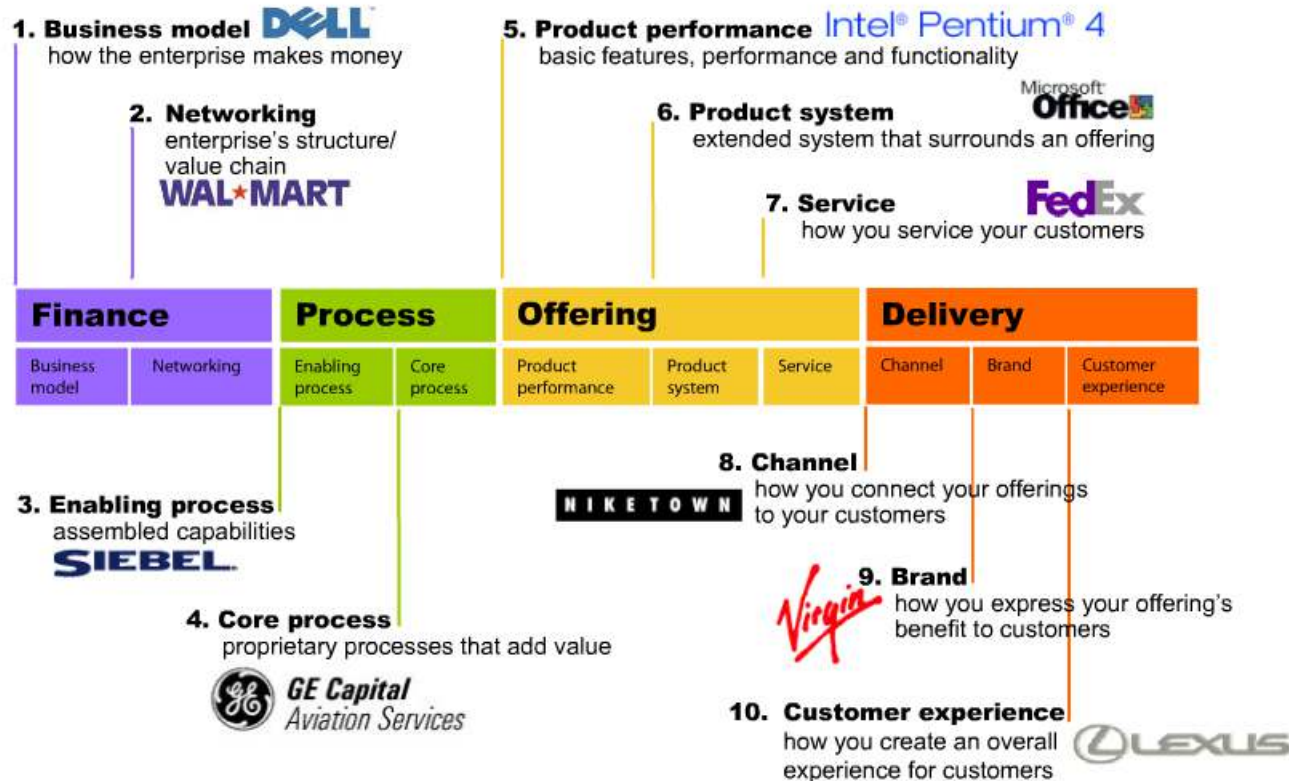 1. Business model DELL
how the enterprise makes money
2. Networking
enterprise's structure/
value chain
WAL★MART
5. Product performance Intel® Pentium® 4
basic features, performance and functionality
6. Product system
Microsoft
Office
extended system that surrounds an offering
7. Service
FedEx
how you service your customers
Finance
Process
Offering
Delivery
Business
model
Networking
Enabling
process
Core
process
Product
performance
Product
system
Service
Channel
Brand
Customer
experience
3. Enabling process
assembled capabilities
SIEBEL.
4. Core process
proprietary processes that add value
GE
GE Capital
Aviation Services
8. Channel
how you connect your offerings
to your customers
NIKETOWN
9. Brand
Virgin
how you express your offering's
benefit to customers
10. Customer experience
how you create an overall
experience for customers
LEXUS